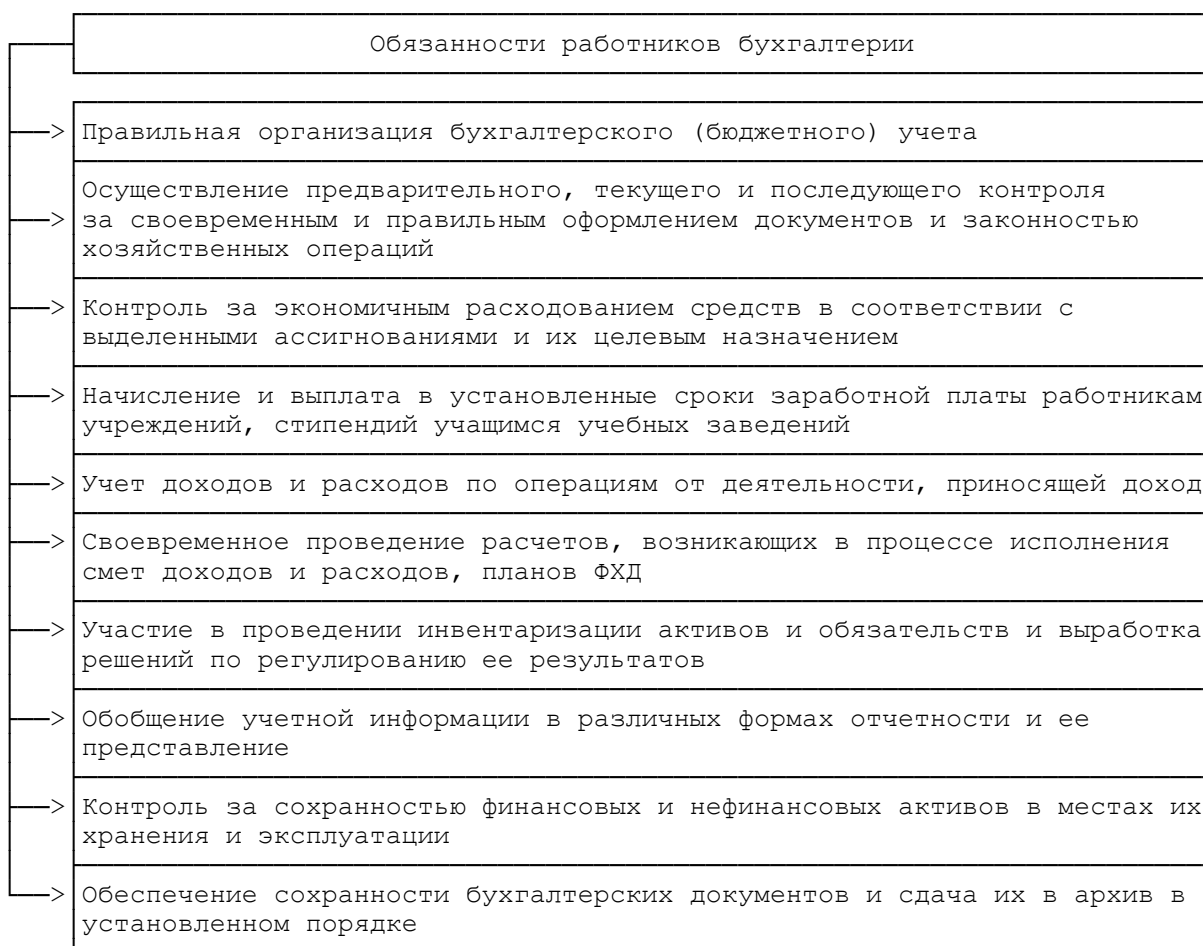 Обязанности работников бухгалтерии
Правильная организация бухгалтерского (бюджетного) учета
Осуществление предварительного, текущего и последующего контроля
за своевременным и правильным оформлением документов и законностью
хозяйственных операций
Контроль за экономичным расходованием средств в соответствии с
выделенными ассигнованиями и их целевым назначением
Начисление и выплата в установленные сроки заработной платы работникам
учреждений, стипендий учащимся учебных заведений
Учет доходов и расходов по операциям от деятельности, приносящей доход
Своевременное проведение расчетов, возникающих в процессе исполнения
смет доходов и расходов, планов ФХД
Участие в проведении инвентаризации активов и обязательств и выработка
решений по регулированию ее результатов
Обобщение учетной информации в различных формах отчетности и ее
представление
Контроль за сохранностью финансовых и нефинансовых активов в местах их
хранения и эксплуатации
Обеспечение сохранности бухгалтерских документов и сдача их в архив в
установленном порядке